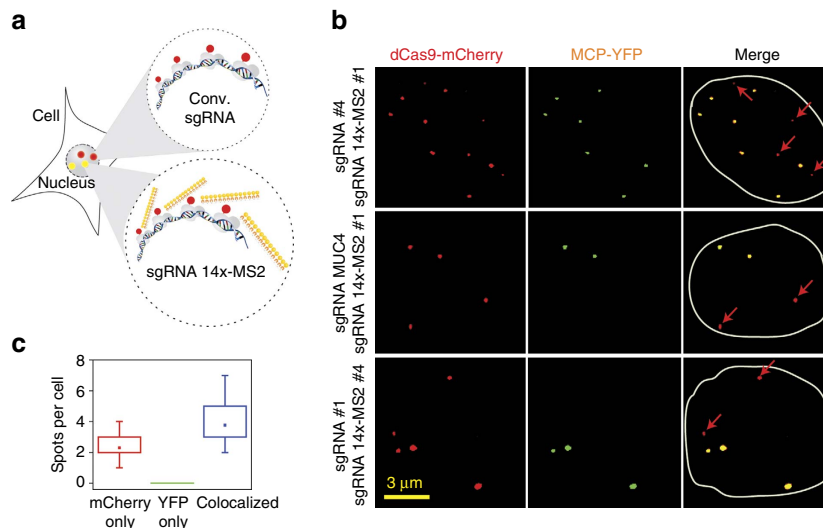 a
Cell
Nucleus
Conv.
sgRNA
sgRNA 14x-MS2
b
dCas9-mCherry
MCP-YFP
Merge
sgRNA #4
sgRNA 14x-MS2 #1
sgRNA MUC4
sgRNA 14x-MS2 #1
sgRNA #1
sgRNA 14x-MS2 #4
3 µm
c
Spots per cell
8
6
4
2
0
mCherry
only
YFP
only
Colocalized